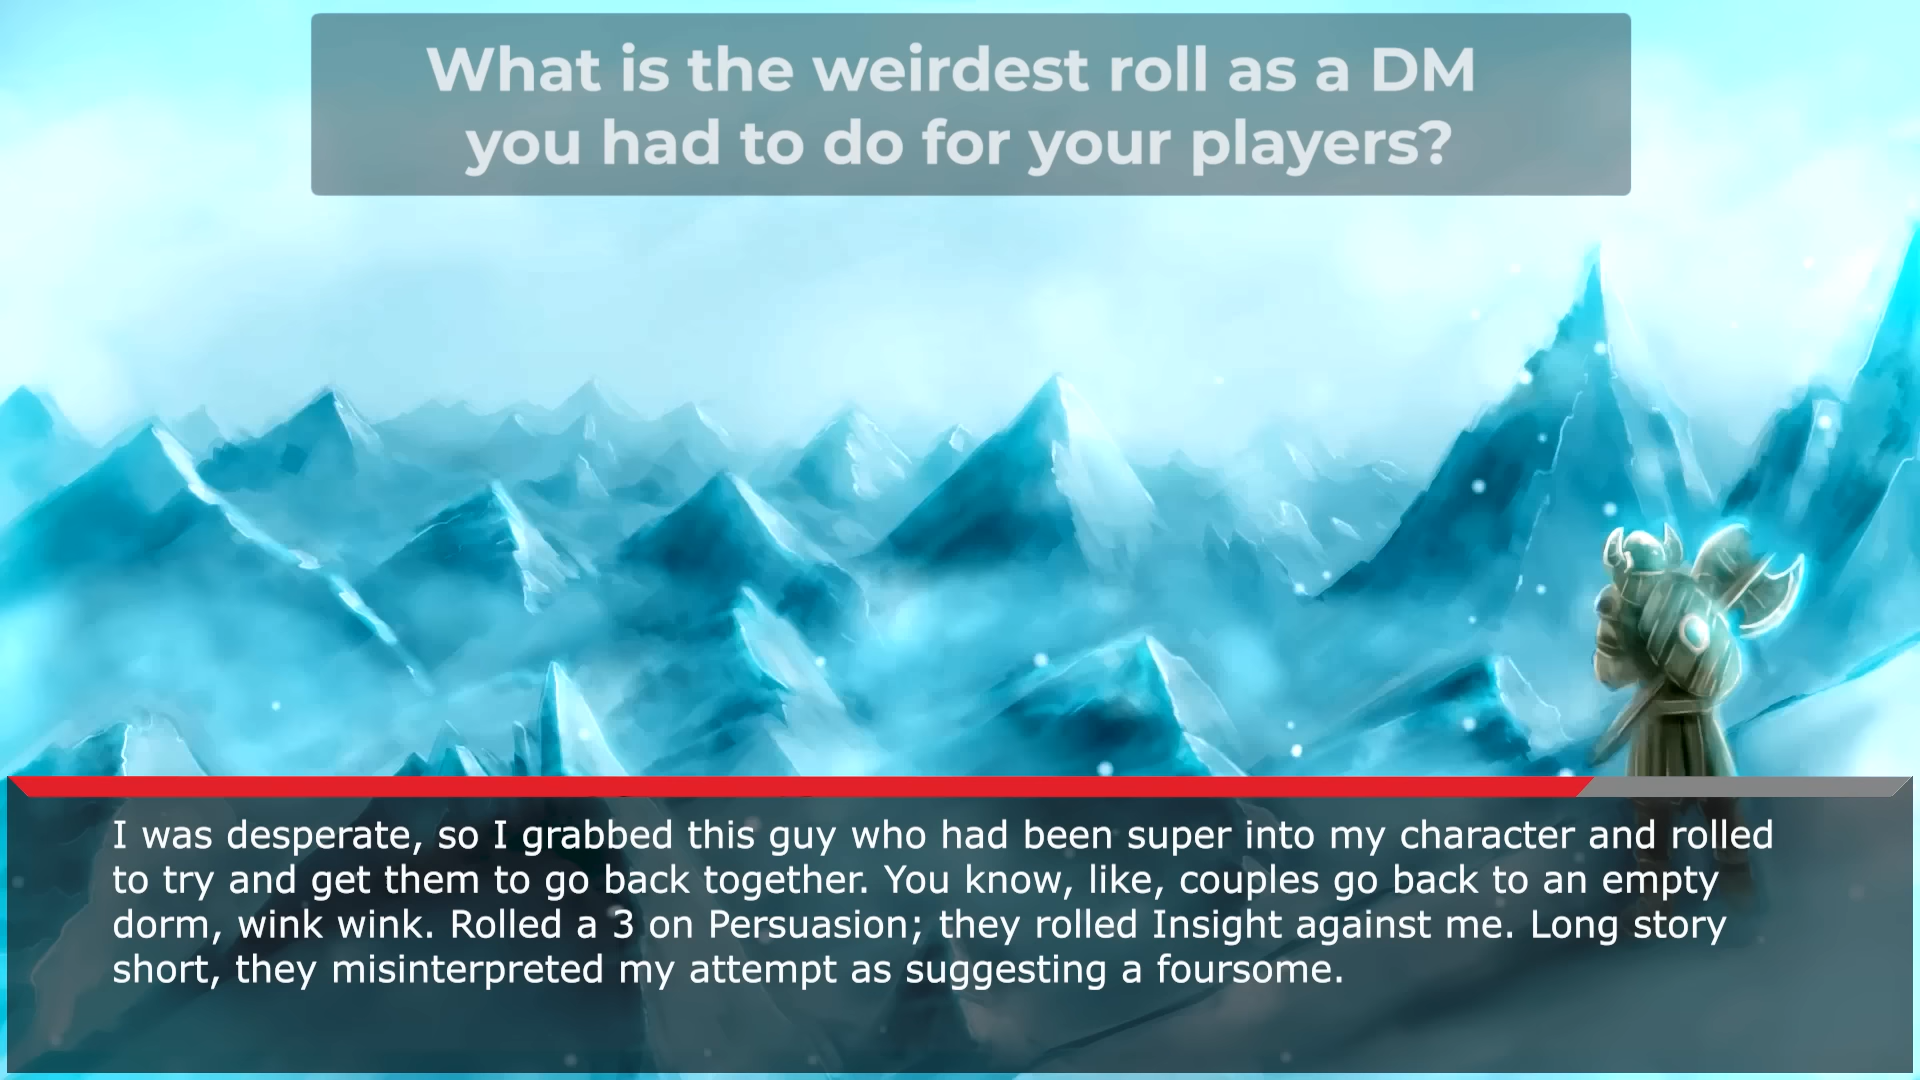 What is the weirdest roll as a DM
you had to do for your players?
I was desperate, so I grabbed this guy who had been super into my character and rolled
to try and get them to go back together. You know, like, couples go back to an empty
dorm, wink wink. Rolled a 3 on Persuasion; they rolled Insight against me. Long story
short, they misinterpreted my attempt as suggesting a foursome.